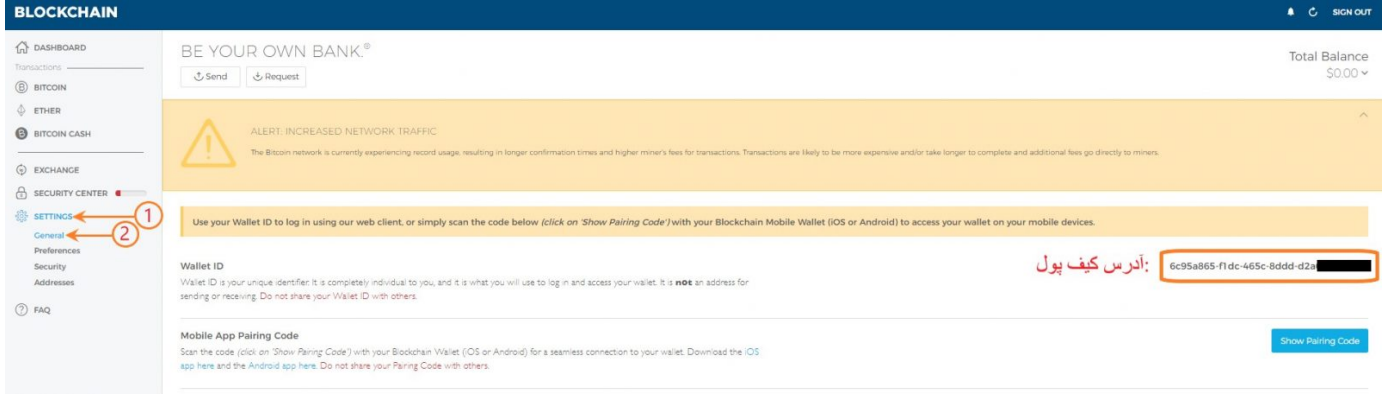 BLOCKCHAIN
SIGN OUT
DASHBOARD
Transactions
BITCOIN
ETHER
BITCOIN CASH
EXCHANGE
SECURITY CENTER
SETTINGS
1
General
2
Preferences
Security
Addresses
FAQ
BE YOUR OWN BANK.®
Send
Request
Total Balance
$0.00
ALERT: INCREASED NETWORK TRAFFIC
The Bitcoin network is currently experiencing record usage, resulting in longer confirmation times and higher miner's fees for transactions. Transactions are likely to be more expensive and/or take longer to complete and additional fees go directly to miners.
Use your Wallet ID to log in using our web client, or simply scan the code below (click on 'Show Pairing Code') with your Blockchain Mobile Wallet (iOS or Android) to access your wallet on your mobile devices.
Wallet ID
Wallet ID is your unique identifier. It is completely individual to you, and it is what you will use to log in and access your wallet. It is not an address for
sending or receiving. Do not share your Wallet ID with others.
آدرس کیف پول:
6c95a865-f1dc-465c-8ddd-d2a
Mobile App Pairing Code
Scan the code (click on 'Show Pairing Code') with your Blockchain Wallet (iOS or Android) for a seamless connection to your wallet. Download the iOS
app here and the Android app here. Do not share your Pairing Code with others.
Show Pairing Code